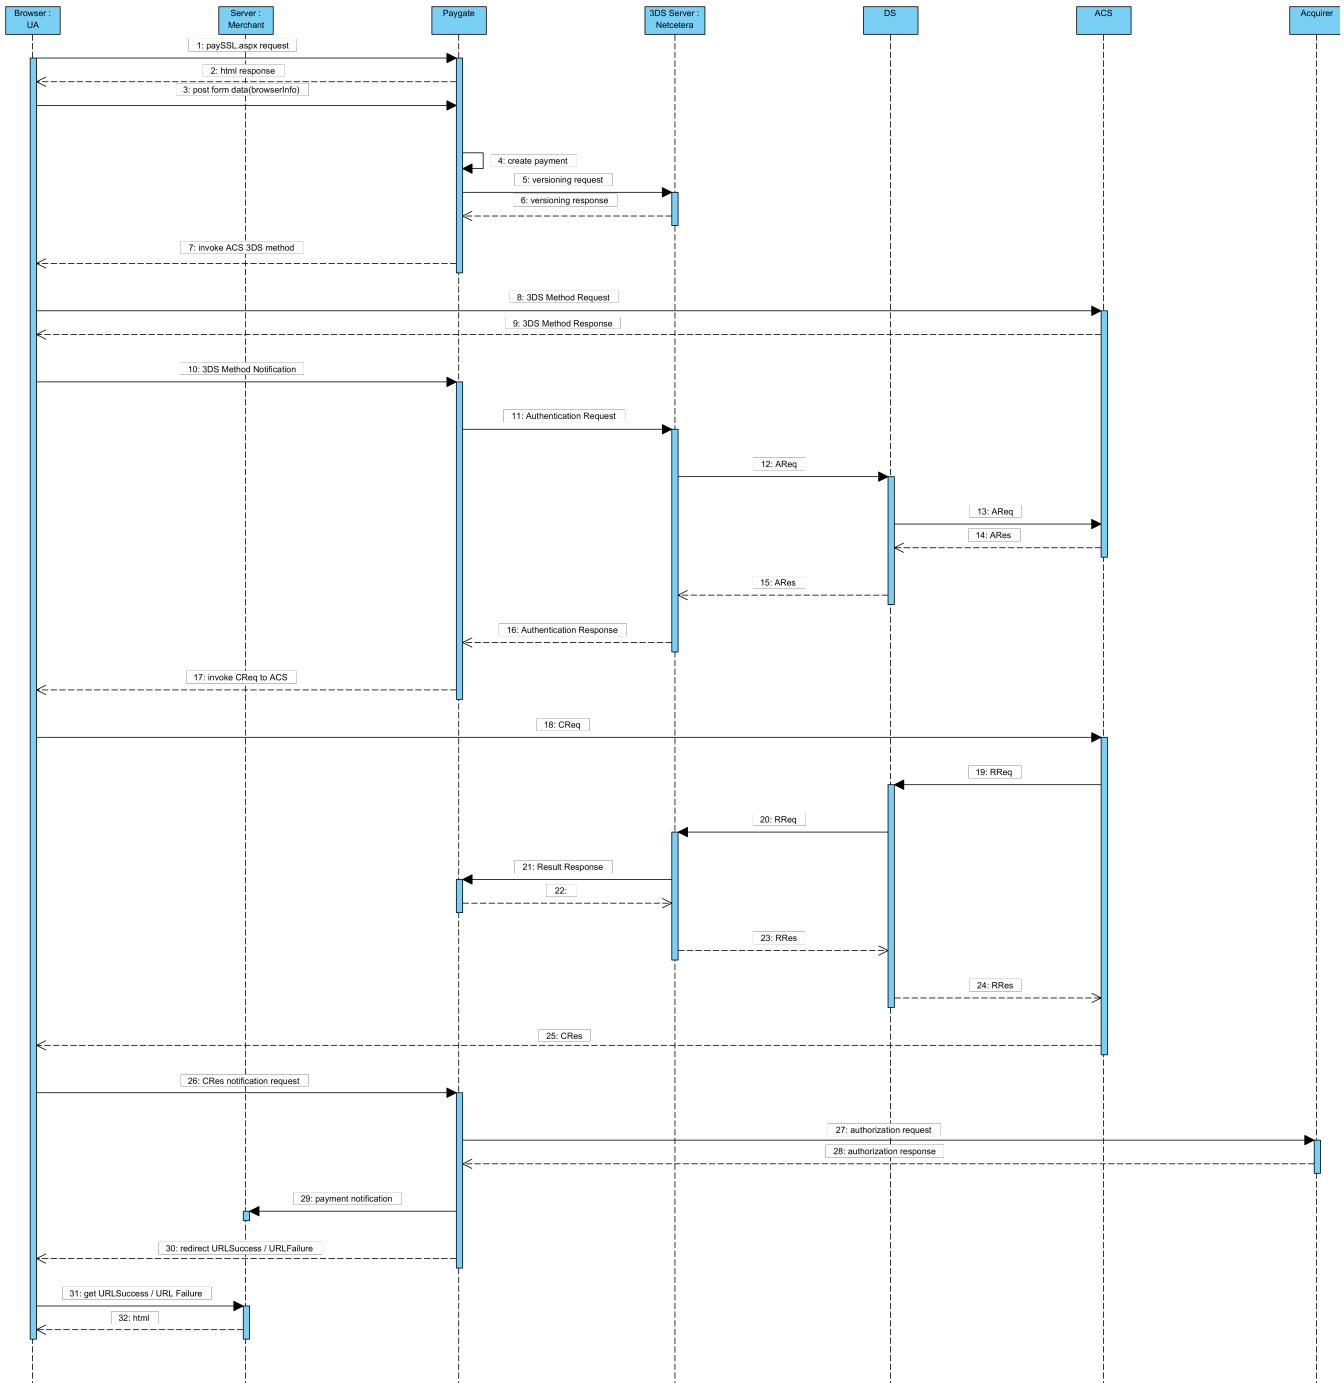 Browser :
UA
Server :
Merchant
Paygate
3DS Server :
Netcetera
DS
ACS
Acquirer
1: paySSL.aspx request
2: html response
3: post form data(browserInfo)
4: create payment
5: versioning request
6: versioning response
7: invoke ACS 3DS method
8: 3DS Method Request
9: 3DS Method Response
10: 3DS Method Notification
11: Authentication Request
12: AReq
13: AReq
14: ARes
15: ARes
16: Authentication Response
17: invoke CReq to ACS
18: CReq
19: RReq
20: RReq
21: Result Response
22:
23: RRes
24: RRes
25: CRes
26: CRes notification request
27: authorization request
28: authorization response
29: payment notification
30: redirect URLSuccess / URLFailure
31: get URLSuccess / URL Failure
32: html